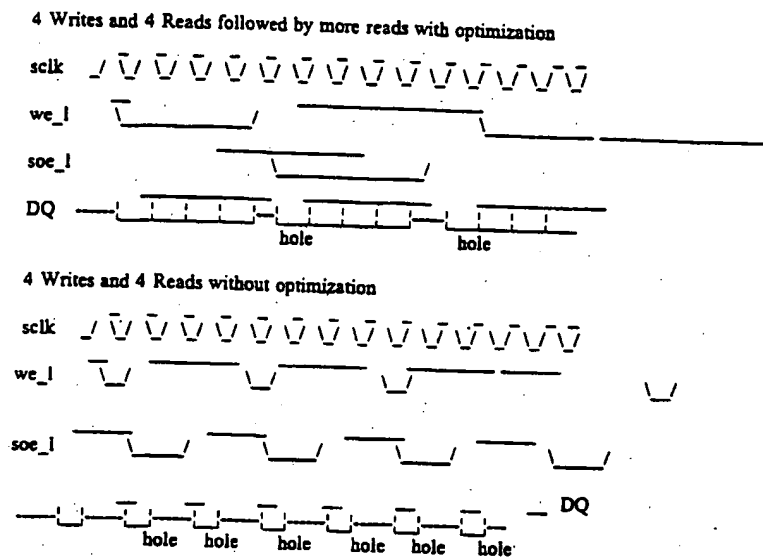 4 Writes and 4 Reads followed by more reads with optimization
sclk
we_l
soe_l
DQ
hole hole
4 Writes and 4 Reads without optimization
sclk
we_l
soe_l
DQ
hole hole hole hole hole hole